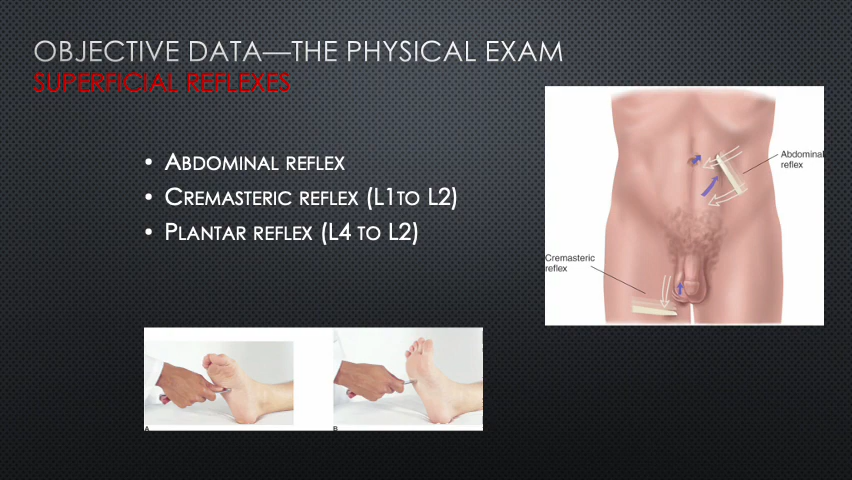 OBJECTIVE DATA—THE PHYSICAL EXAM
SUPERFICIAL REFLEXES
• ABDOMINAL REFLEX
• CREMASTERIC REFLEX (L1TO L2)
• PLANTAR REFLEX (L4 TO L2)
Abdominal
reflex
Cremasteric
reflex
A
B